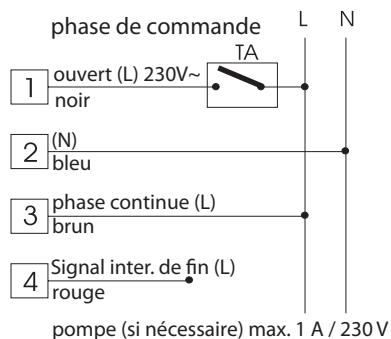 phase de commande
L N
TA
1 ouvert (L) 230V~
noir
2 (N)
bleu
3 phase continue (L)
brun
4 Signal inter. de fin (L)
rouge
pompe (si nécessaire) max. 1 A / 230 V